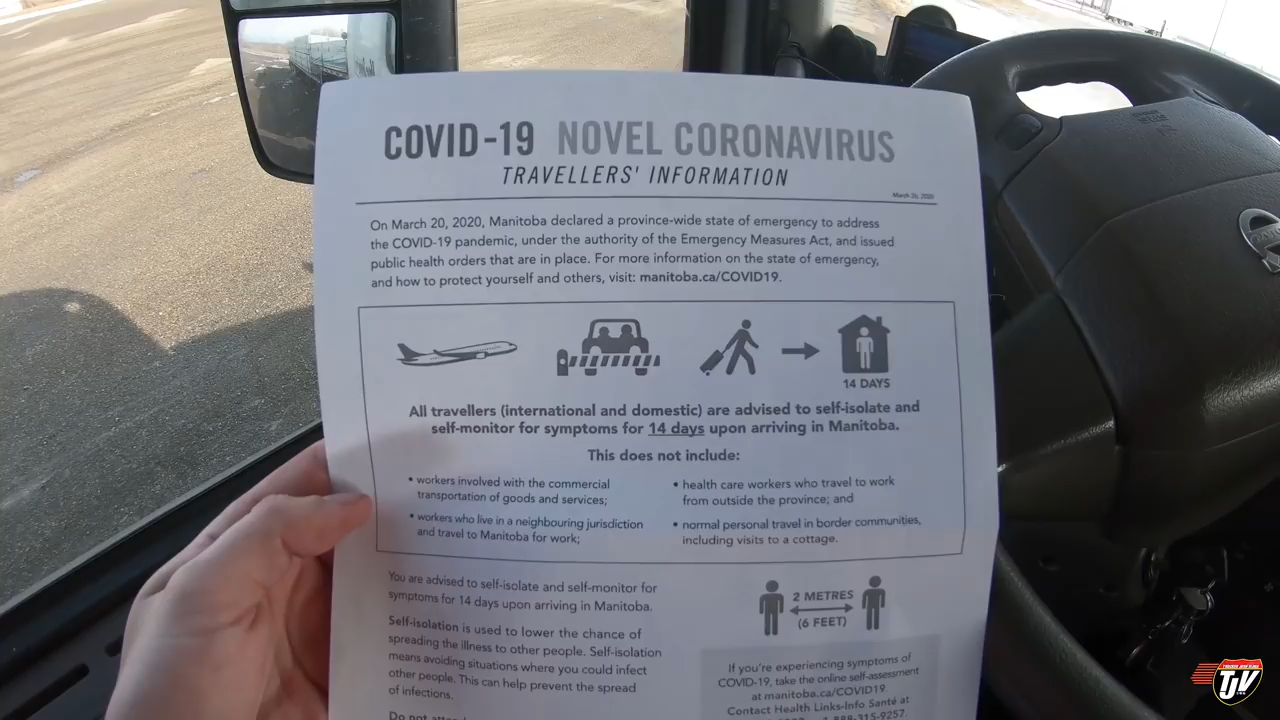 COVID-19 NOVEL CORONAVIRUS
TRAVELLERS' INFORMATION
March 20, 2020
On March 20, 2020, Manitoba declared a province-wide state of emergency to address
the COVID-19 pandemic, under the authority of the Emergency Measures Act, and issued
public health orders that are in place. For more information on the state of emergency,
and how to protect yourself and others, visit: manitoba.ca/COVID19.
14 DAYS
All travellers (international and domestic) are advised to self-isolate and
self-monitor for symptoms for 14 days upon arriving in Manitoba.
This does not include:
• workers involved with the commercial
transportation of goods and services;
• workers who live in a neighbouring jurisdiction
and travel to Manitoba for work;
• health care workers who travel to work
from outside the province; and
• normal personal travel in border communities,
including visits to a cottage.
You are advised to self-isolate and self-monitor for
symptoms for 14 days upon arriving in Manitoba.
Self-isolation is used to lower the chance of
spreading the illness to other people. Self-isolation
means avoiding situations where you could infect
other people. This can help prevent the spread
of infections.
Do not
2 METRES
(6 FEET)
If you're experiencing symptoms of
COVID-19, take the online self-assessment
at manitoba.ca/COVID19.
Contact Health Links-Info Santé at
1-888-315-9257.
TJV